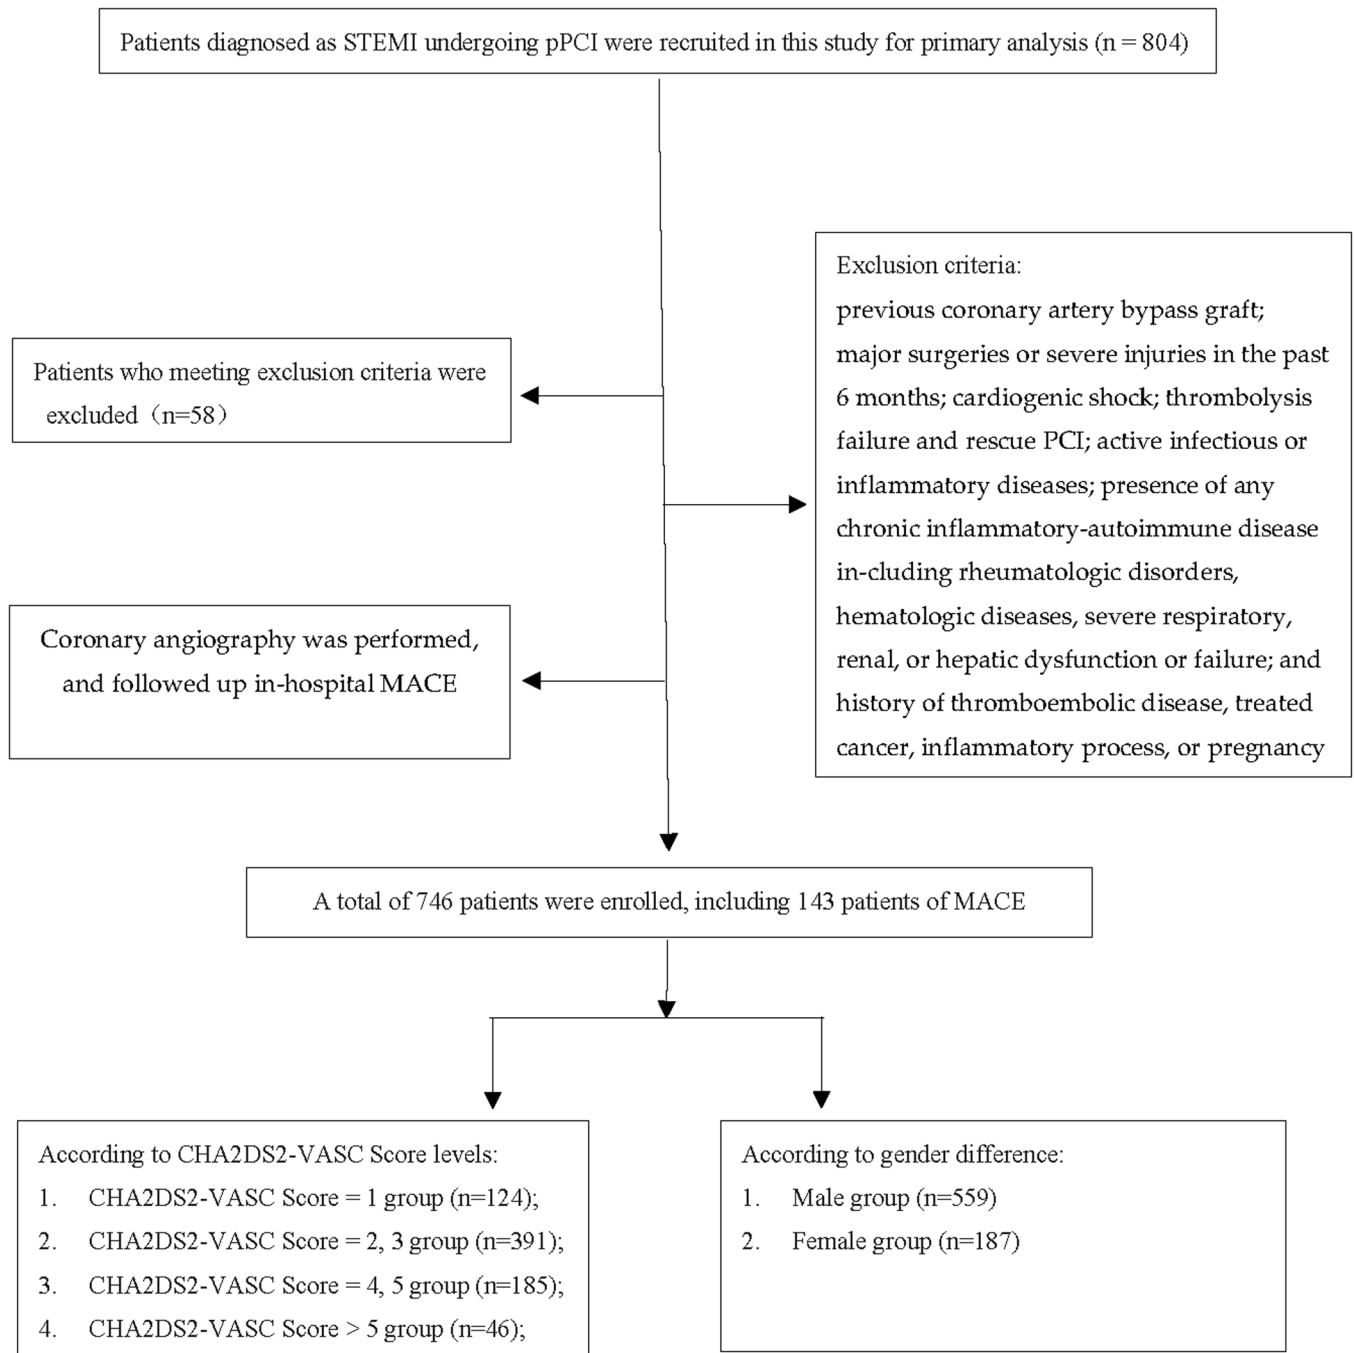 Patients diagnosed as STEMI undergoing pPCI were recruited in this study for primary analysis (n = 804)
Patients who meeting exclusion criteria were
excluded（n=58）
Exclusion criteria:
previous coronary artery bypass graft;
major surgeries or severe injuries in the past
6 months; cardiogenic shock; thrombolysis
failure and rescue PCI; active infectious or
inflammatory diseases; presence of any
chronic inflammatory-autoimmune disease
in-cluding rheumatologic disorders,
hematologic diseases, severe respiratory,
renal, or hepatic dysfunction or failure; and
history of thromboembolic disease, treated
cancer, inflammatory process, or pregnancy
Coronary angiography was performed,
and followed up in-hospital MACE
A total of 746 patients were enrolled, including 143 patients of MACE
According to CHA2DS2-VASC Score levels:
1. CHA2DS2-VASC Score = 1 group (n=124);
2. CHA2DS2-VASC Score = 2, 3 group (n=391);
3. CHA2DS2-VASC Score = 4, 5 group (n=185);
4. CHA2DS2-VASC Score > 5 group (n=46);
According to gender difference:
1. Male group (n=559)
2. Female group (n=187)